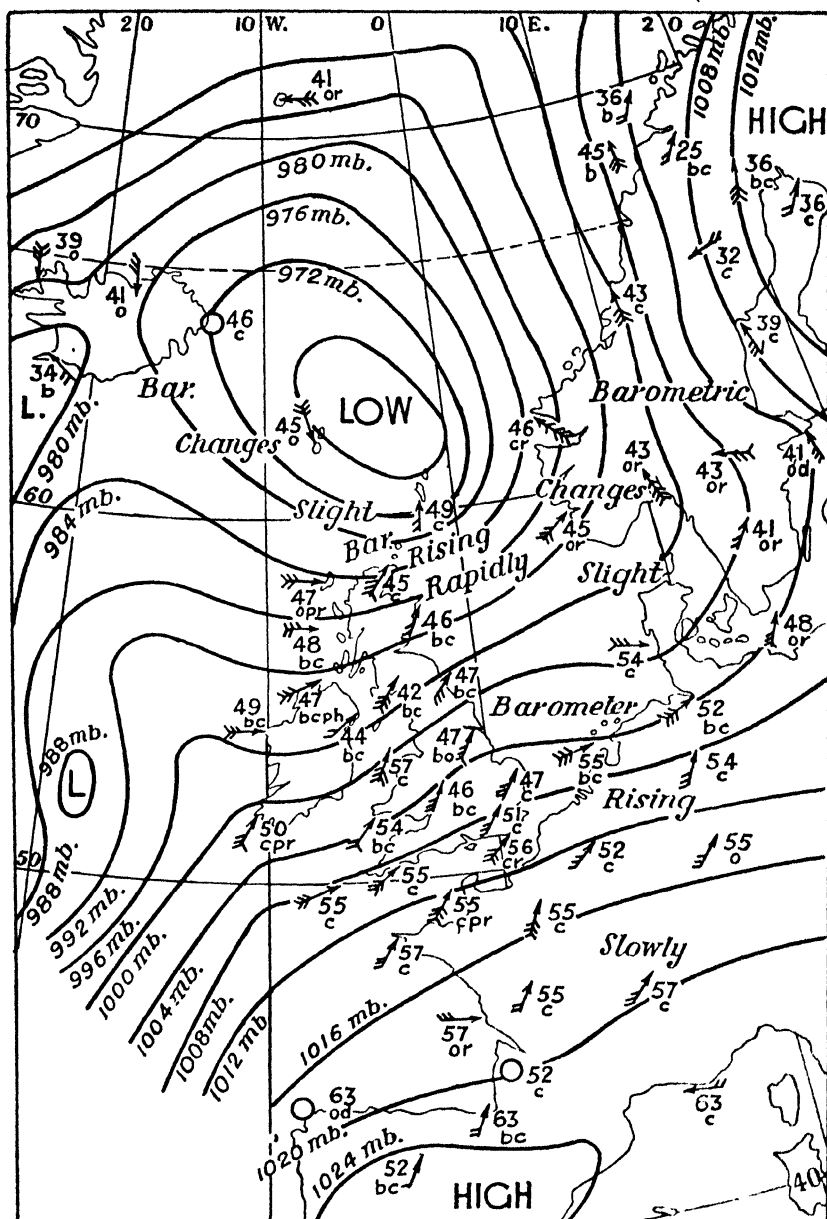 20 10 W. 0 10 E. 20
1008 mb. 1012 mb.
41
or
70
36
b
HIGH
980 mb.
45
b
25
bc
36
bc
36
c
976 mb.
39
o
32
c
972 mb.
41
o
46
c
43
c
39
c
34
b
L.
Bar.
LOW
Barometric
980 mb.
45
o
Changes
46
cr
43
or
43
or
41
od
60
984 mb.
Slight
49
c
Changes
Bar. Rising
45
or
41
or
Rapidly
Slight
47
opr
45
c
48
bc
46
bc
48
or
54
c
49
bc
47
bcph
42
bc
47
bc
Barometer
52
bc
44
bc
47
bo
988 mb.
57
c
55
bc
54
c
L
46
bc
47
c
Rising
50
cpr
54
bc
51?
c
56
cr
52
c
55
o
50
988 mb.
55
c
55
c
55
fpr
55
c
992 mb.
996 mb.
57
c
Slowly
1000 mb.
1004 mb.
1008 mb.
1012 mb
1016 mb.
55
c
57
c
57
or
52
c
63
od
63
c
63
bc
1020 mb.
1024 mb.
52
bc
HIGH
40